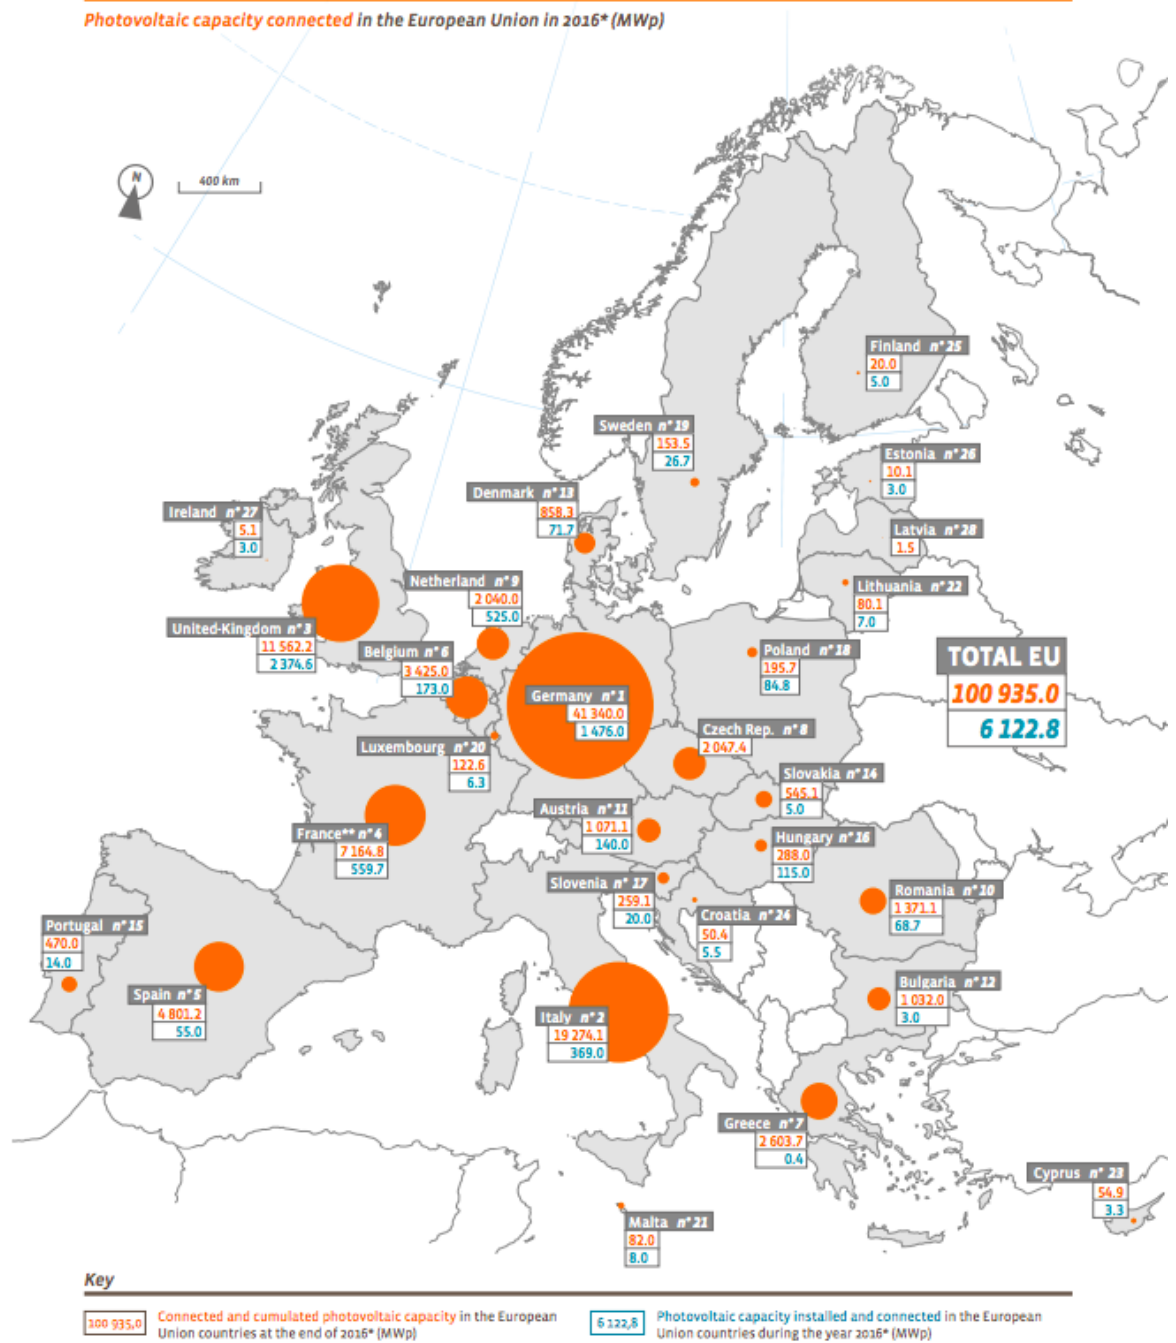 Photovoltaic capacity connected in the European Union in 2016* (MWp)
N
400 km
Finland n° 25
20.0
5.0
Sweden n° 19
153.5
26.7
Estonia n° 26
10.1
3.0
Denmark n° 13
858.3
71.7
Ireland n° 27
5.1
3.0
Latvia n° 28
1.5
Netherland n° 9
2 040.0
525.0
Lithuania n° 22
80.1
7.0
United-Kingdom n° 3
11 562.2
2 374.6
Belgium n° 6
3 425.0
173.0
Poland n° 18
195.7
84.8
TOTAL EU
100 935.0
6 122.8
Germany n° 1
41 340.0
1 476.0
Czech Rep. n° 8
2 047.4
Luxembourg n° 20
122.6
6.3
Slovakia n° 14
545.1
5.0
Austria n° 11
1 071.1
140.0
France** n° 4
7 164.8
559.7
Hungary n° 16
288.0
115.0
Slovenia n° 17
259.1
20.0
Romania n° 10
1 371.1
68.7
Croatia n° 24
50.4
5.5
Portugal n° 15
470.0
14.0
Spain n° 5
4 801.2
55.0
Bulgaria n° 12
1 032.0
3.0
Italy n° 2
19 274.1
369.0
Greece n° 7
2 603.7
0.4
Cyprus n° 23
54.9
3.3
Malta n° 21
82.0
8.0
Key
100 935,0
Connected and cumulated photovoltaic capacity in the European
Union countries at the end of 2016* (MWp)
6 122,8
Photovoltaic capacity installed and connected in the European
Union countries during the year 2016* (MWp)